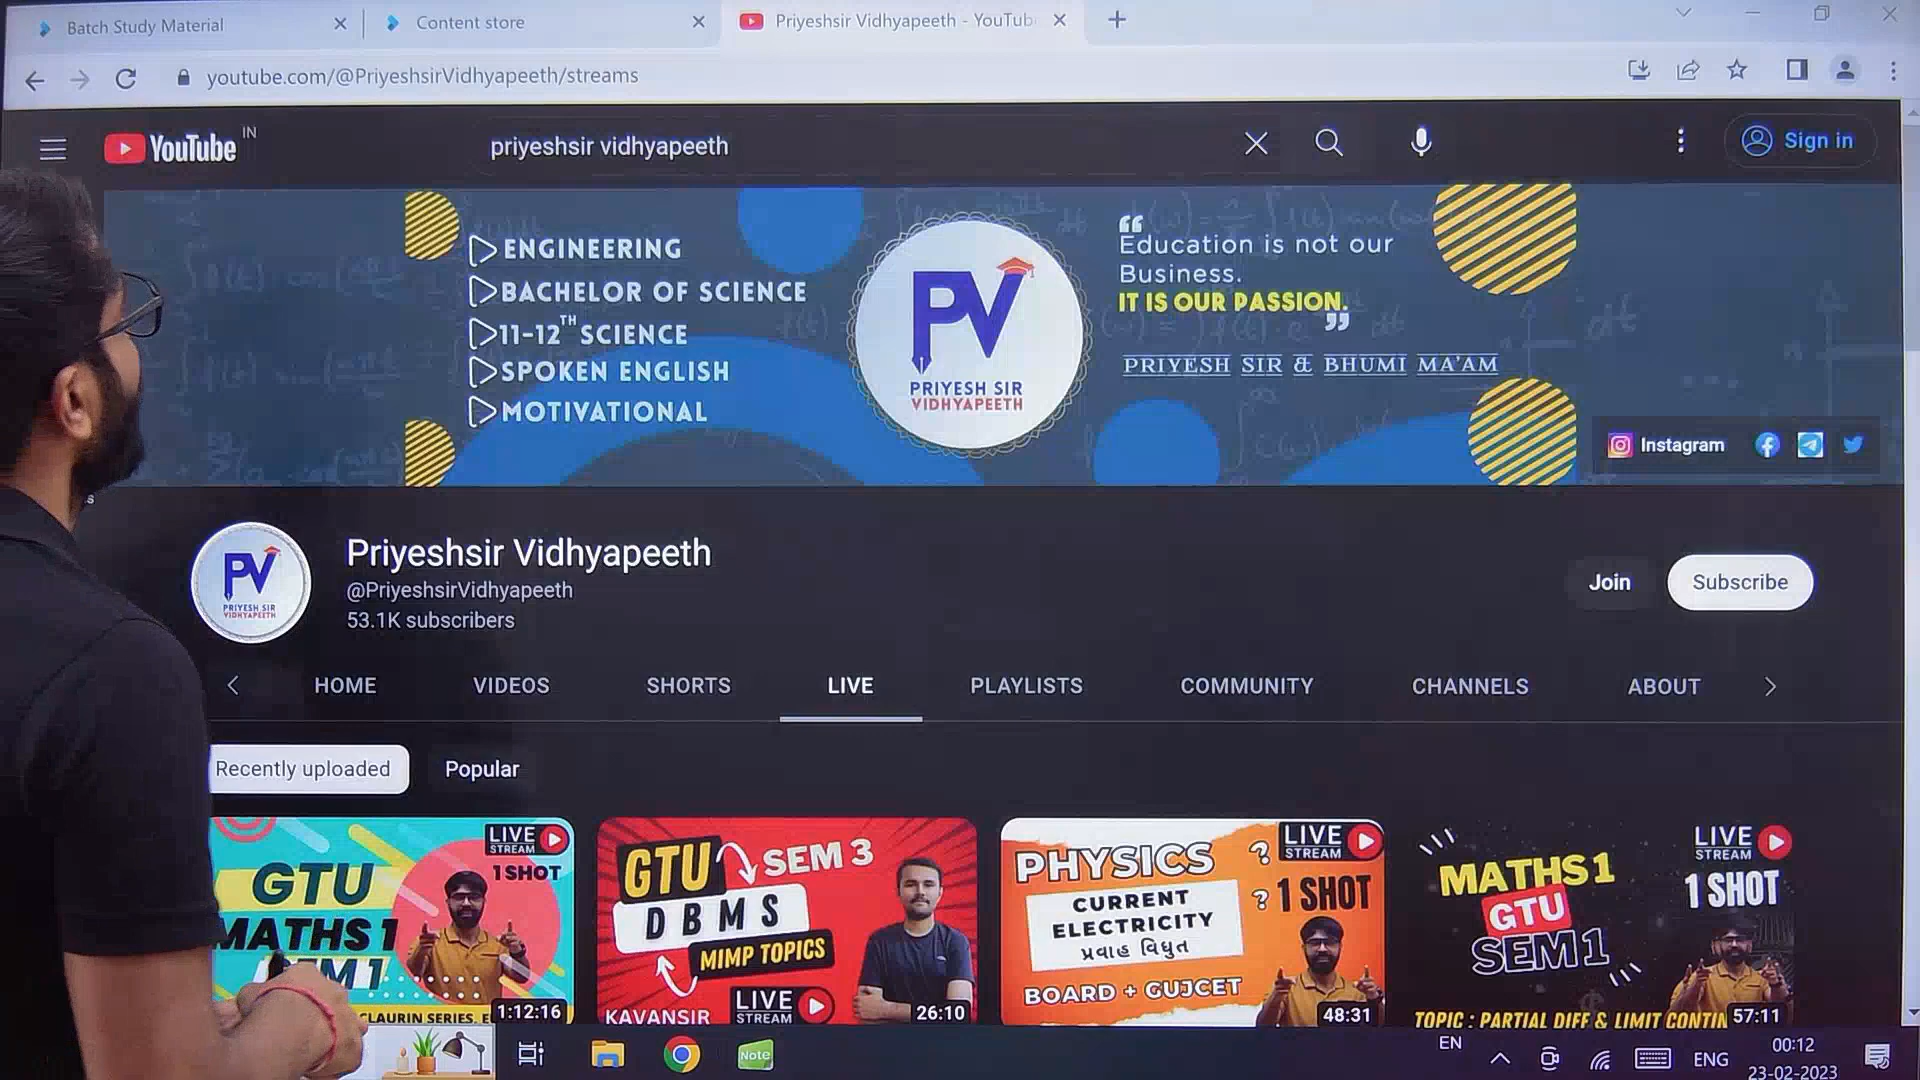 Batch Study Material
Content store
Priyeshsir Vidhyapeeth - YouTub
youtube.com/@PriyeshsirVidhyapeeth/streams
YouTube IN
priyeshsir vidhyapeeth
Sign in
ENGINEERING
BACHELOR OF SCIENCE
11-12TH SCIENCE
SPOKEN ENGLISH
MOTIVATIONAL
PV
PRIYESH SIR
VIDHYAPEETH
“
Education is not our
Business.
IT IS OUR PASSION.
”
PRIYESH SIR & BHUMI MA'AM
Instagram
s
PV
PRIYESH SIR
VIDHYAPEETH
Priyeshsir Vidhyapeeth
@PriyeshsirVidhyapeeth
53.1K subscribers
Join
Subscribe
HOME
VIDEOS
SHORTS
LIVE
PLAYLISTS
COMMUNITY
CHANNELS
ABOUT
Recently uploaded
Popular
LIVE
STREAM
1 SHOT
GTU
MATHS 1
1:12:16
GTU
SEM 3
DBMS
MIMP TOPICS
LIVE
STREAM
KAVANSIR
26:10
LIVE
STREAM
PHYSICS
? 1 SHOT
?
CURRENT
ELECTRICITY
પ્રવાહ વિદ્યુત
BOARD + GUJCET
48:31
LIVE
STREAM
1 SHOT
MATHS 1
GTU
SEM 1
TOPIC : PARTIAL DIFF & LIMIT CONTIN
57:11
Note
EN
ENG
00:12
23-02-2023